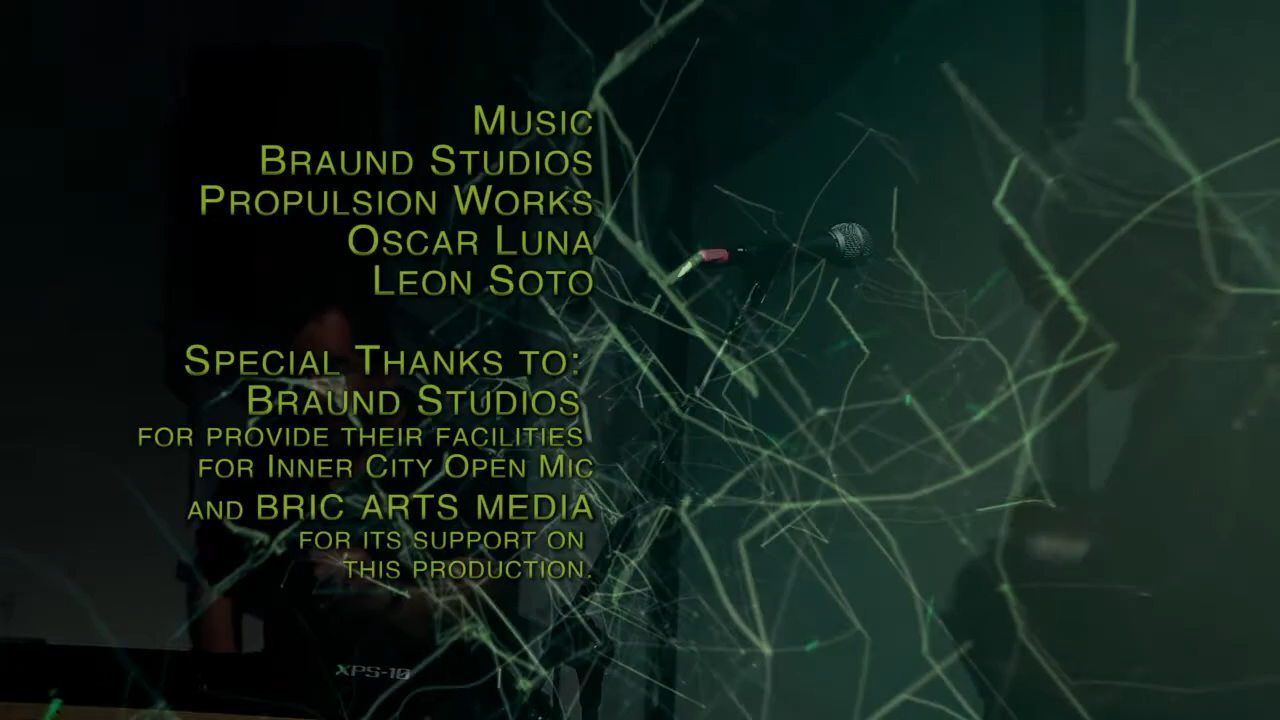 Music
Braund Studios
Propulsion Works
Oscar Luna
Leon Soto
Special Thanks to:
Braund Studios
for provide their facilities
for Inner City Open Mic
and BRIC ARTS MEDIA
for its support on
this production.
XPS-10